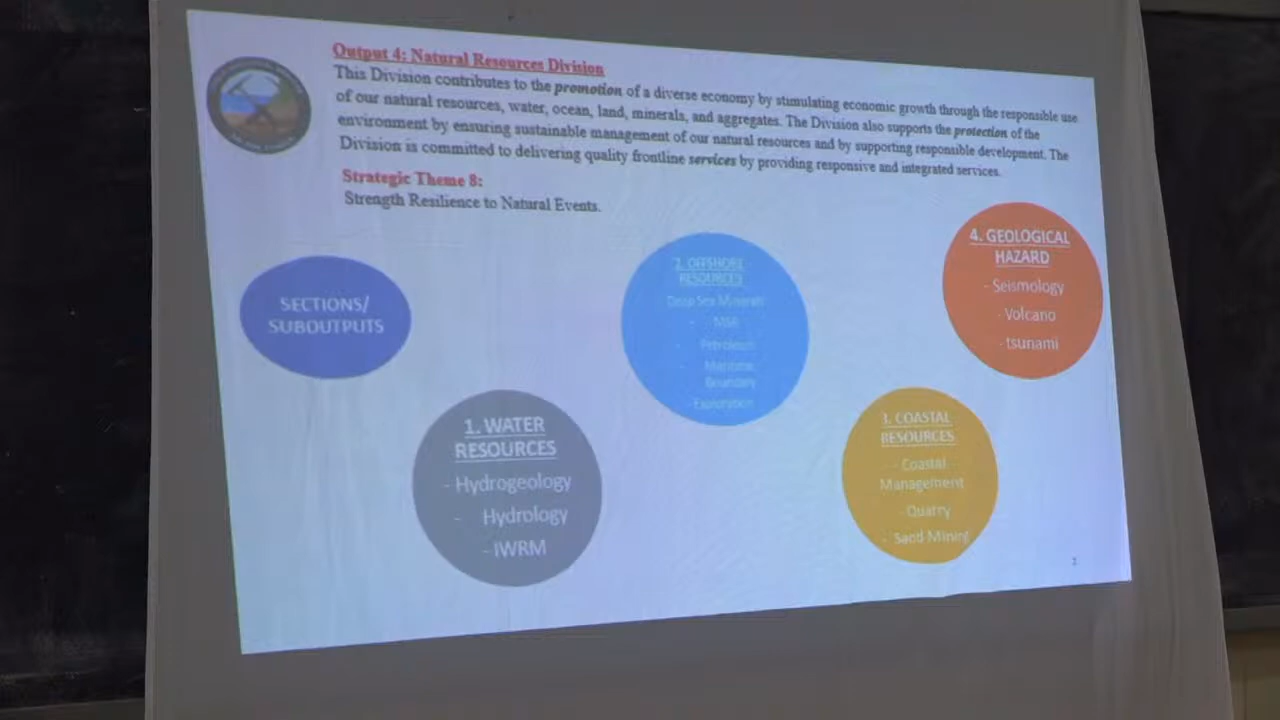 Output 4: Natural Resources Division
This Division contributes to the promotion of a diverse economy by stimulating economic growth through the responsible use
of our natural resources, water, ocean, land, minerals, and aggregates. The Division also supports the protection of the
environment by ensuring sustainable management of our natural resources and by supporting responsible development. The
Division is committed to delivering quality frontline services by providing responsive and integrated services.
Strategic Theme 8:
Strength Resilience to Natural Events.
SECTIONS/
SUBOUTPUTS
1. WATER
RESOURCES
- Hydrogeology
- Hydrology
- IWRM
2. OFFSHORE
RESOURCES
Deep Sea Minerals
- MSR
- Petroleum
- Maritime
Boundary
Exploration
3. COASTAL
RESOURCES
- Coastal
Management
- Quarry
- Sand Mining
4. GEOLOGICAL
HAZARD
- Seismology
- Volcano
- tsunami
2